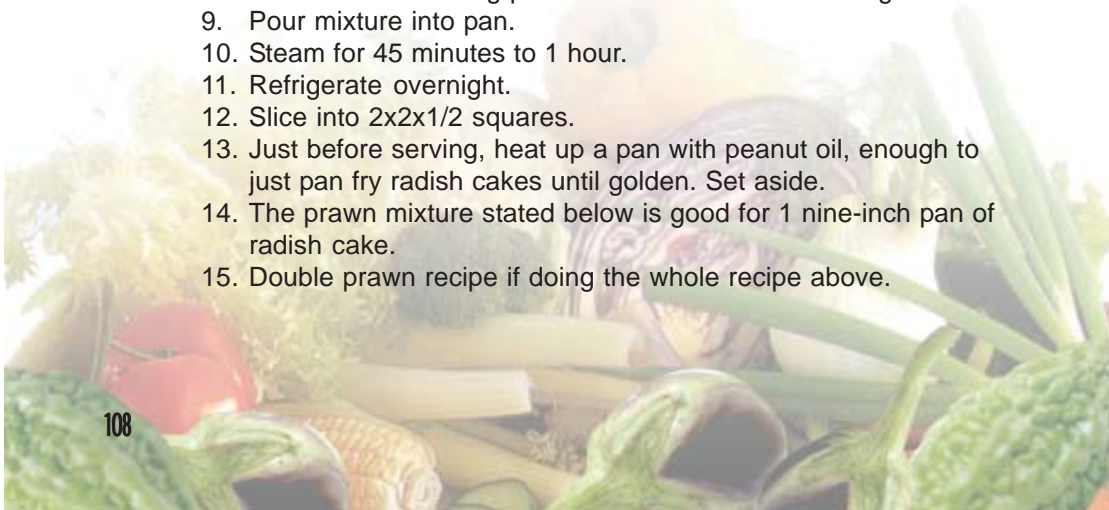 9. Pour mixture into pan.
10. Steam for 45 minutes to 1 hour.
11. Refrigerate overnight.
12. Slice into 2x2x1/2 squares.
13. Just before serving, heat up a pan with peanut oil, enough to
just pan fry radish cakes until golden. Set aside.
14. The prawn mixture stated below is good for 1 nine-inch pan of
radish cake.
15. Double prawn recipe if doing the whole recipe above.
108